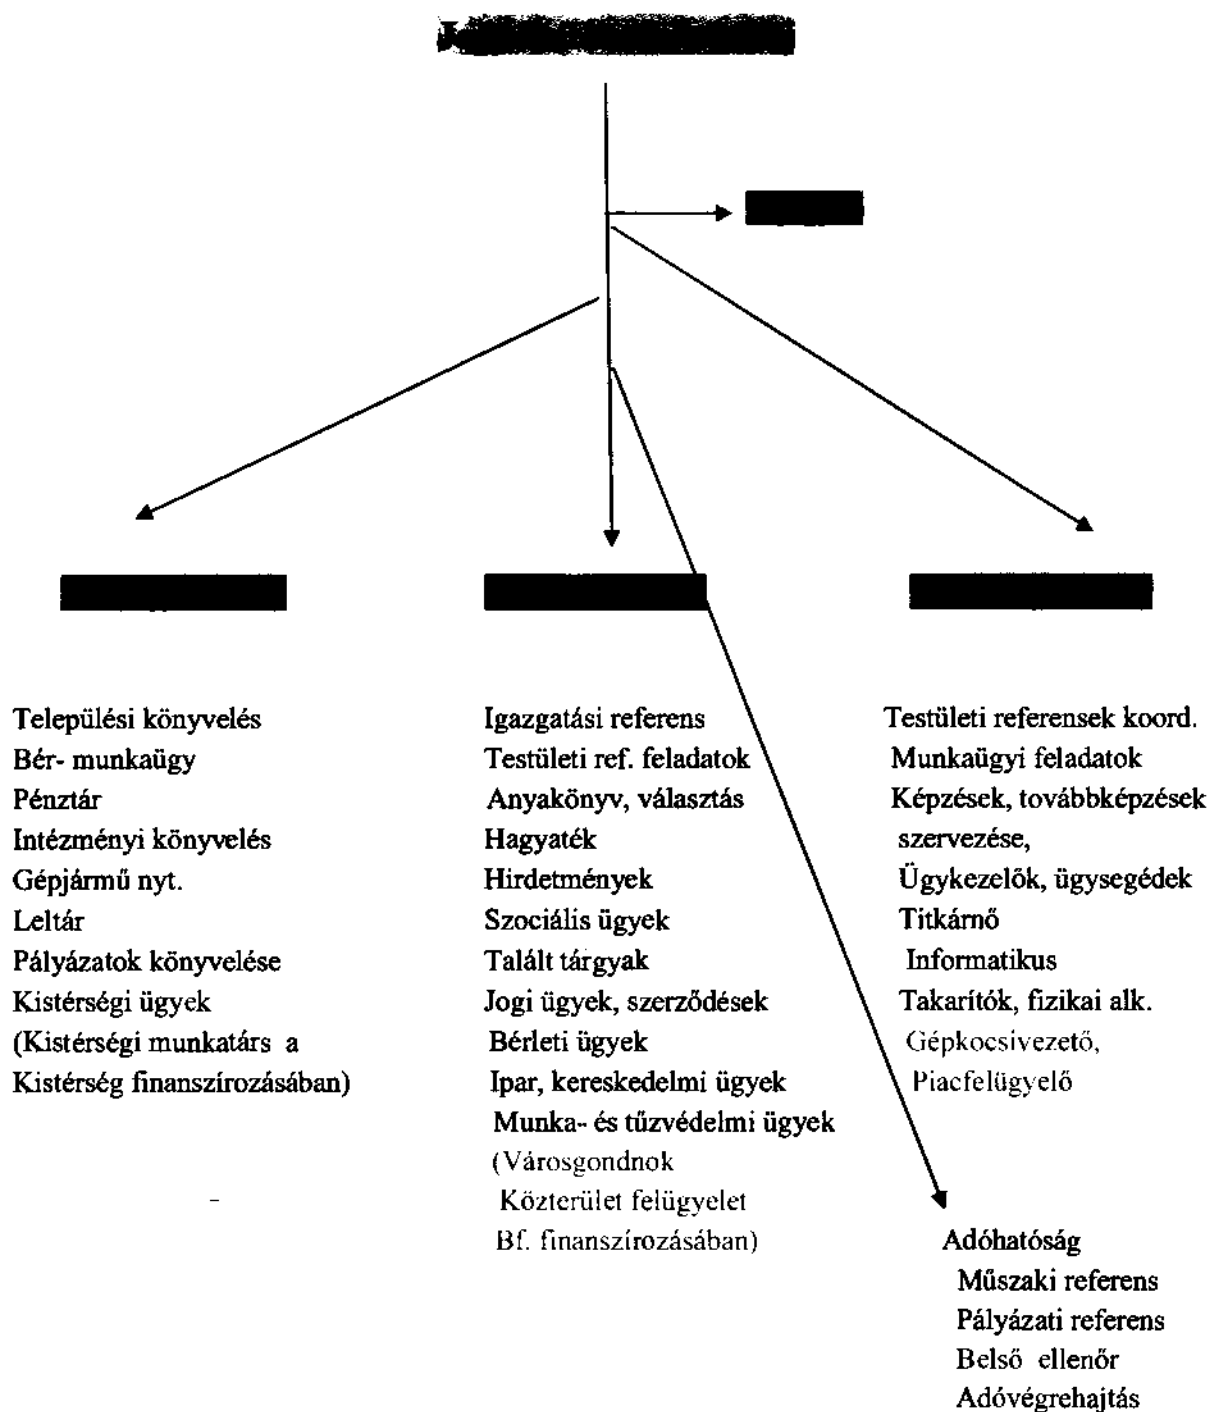 Települési könyvelés
Bér- munkaügy
Pénztár
Intézményi könyvelés
Gépjármű nyt.
Leltár
Pályázatok könyvelése
Kistérségi ügyek
(Kistérségi munkatárs a
Kistérség finanszírozásában)
Igazgatási referens
Testületi ref. feladatok
Anyakönyv, választás
Hagyaték
Hirdetmények
Szociális ügyek
Talált tárgyak
Jogi ügyek, szerződések
Bérleti ügyek
Ipar, kereskedelmi ügyek
Munka- és tűzvédelmi ügyek
(Városgondnok
Közterület felügyelet
Bf. finanszírozásában)
Testületi referensek koord.
Munkaügyi feladatok
Képzések, továbbképzések
szervezése,
Ügykezelők, ügysegédek
Titkárnő
Informatikus
Takarítók, fizikai alk.
Gépkocsivezető,
Piacfelügyelő
Adóhatóság
Műszaki referens
Pályázati referens
Belső ellenőr
Adóvégrehajtás